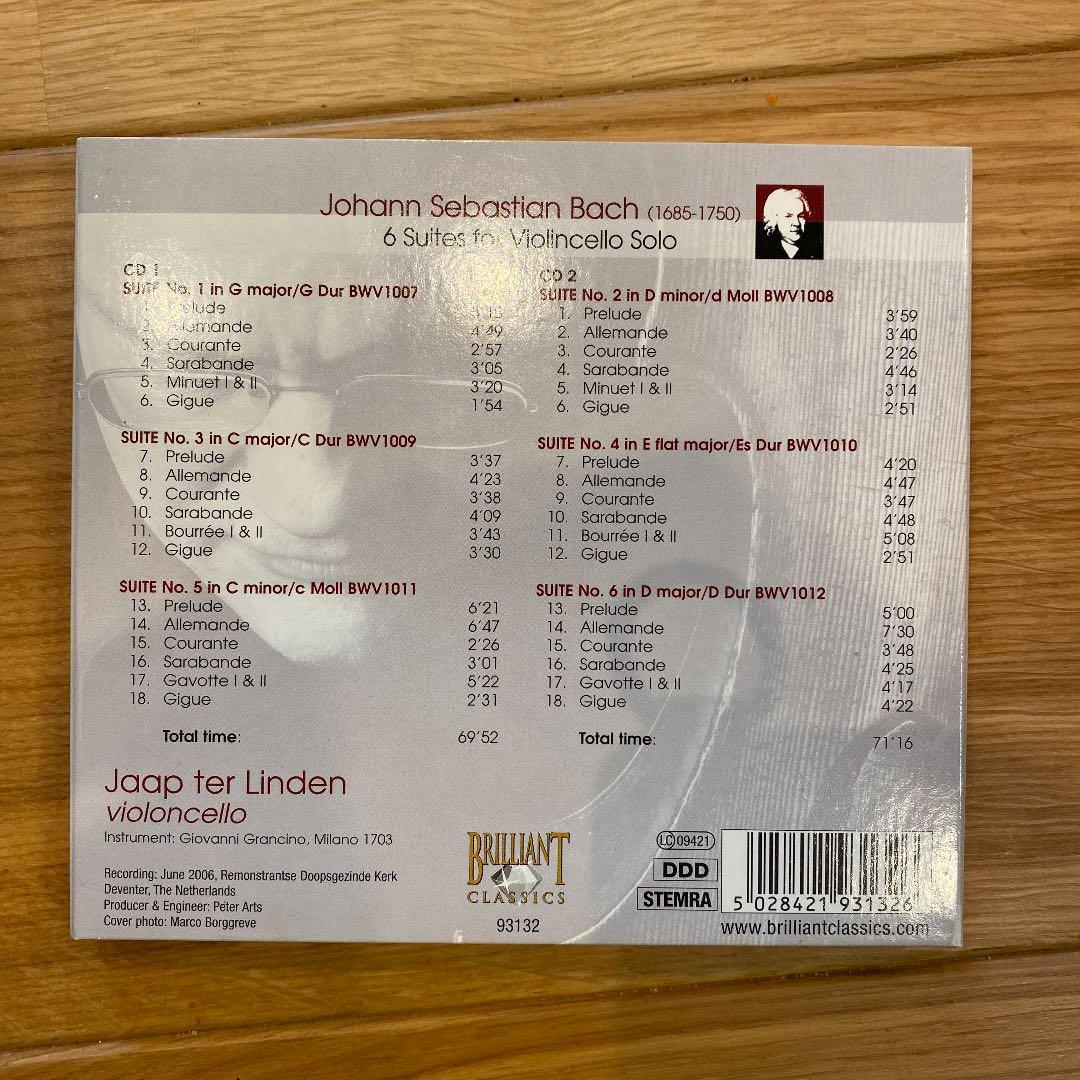 Johann Sebastian Bach (1685-1750)
6 Suites for Violincello Solo
CD 1
SUITE No. 1 in G major/G Dur BWV1007
1. Prelude
2. Allemande 4'49
3. Courante 2'57
4. Sarabande 3'05
5. Minuet I & II 3'20
6. Gigue 1'54
SUITE No. 3 in C major/C Dur BWV1009
7. Prelude 3'37
8. Allemande 4'23
9. Courante 3'38
10. Sarabande 4'09
11. Bourrée I & II 3'43
12. Gigue 3'30
SUITE No. 5 in C minor/c Moll BWV1011
13. Prelude 6'21
14. Allemande 6'47
15. Courante 2'26
16. Sarabande 3'01
17. Gavotte I & II 5'22
18. Gigue 2'31
Total time: 69'52
CD 2
SUITE No. 2 in D minor/d Moll BWV1008
1. Prelude 3'59
2. Allemande 3'40
3. Courante 2'26
4. Sarabande 4'46
5. Minuet I & II 3'14
6. Gigue 2'51
SUITE No. 4 in E flat major/Es Dur BWV1010
7. Prelude 4'20
8. Allemande 4'47
9. Courante 3'47
10. Sarabande 4'48
11. Bourrée I & II 5'08
12. Gigue 2'51
SUITE No. 6 in D major/D Dur BWV1012
13. Prelude 5'00
14. Allemande 7'30
15. Courante 3'48
16. Sarabande 4'25
17. Gavotte I & II 4'17
18. Gigue 4'22
Total time: 71'16
Jaap ter Linden
violoncello
Instrument: Giovanni Grancino, Milano 1703
Recording: June 2006, Remonstrantse Doopsgezinde Kerk
Deventer, The Netherlands
Producer & Engineer: Peter Arts
Cover photo: Marco Borggreve
BRILLIANT
CLASSICS
93132
LC 09421
DDD
STEMRA
5 028421 931326
www.brilliantclassics.com